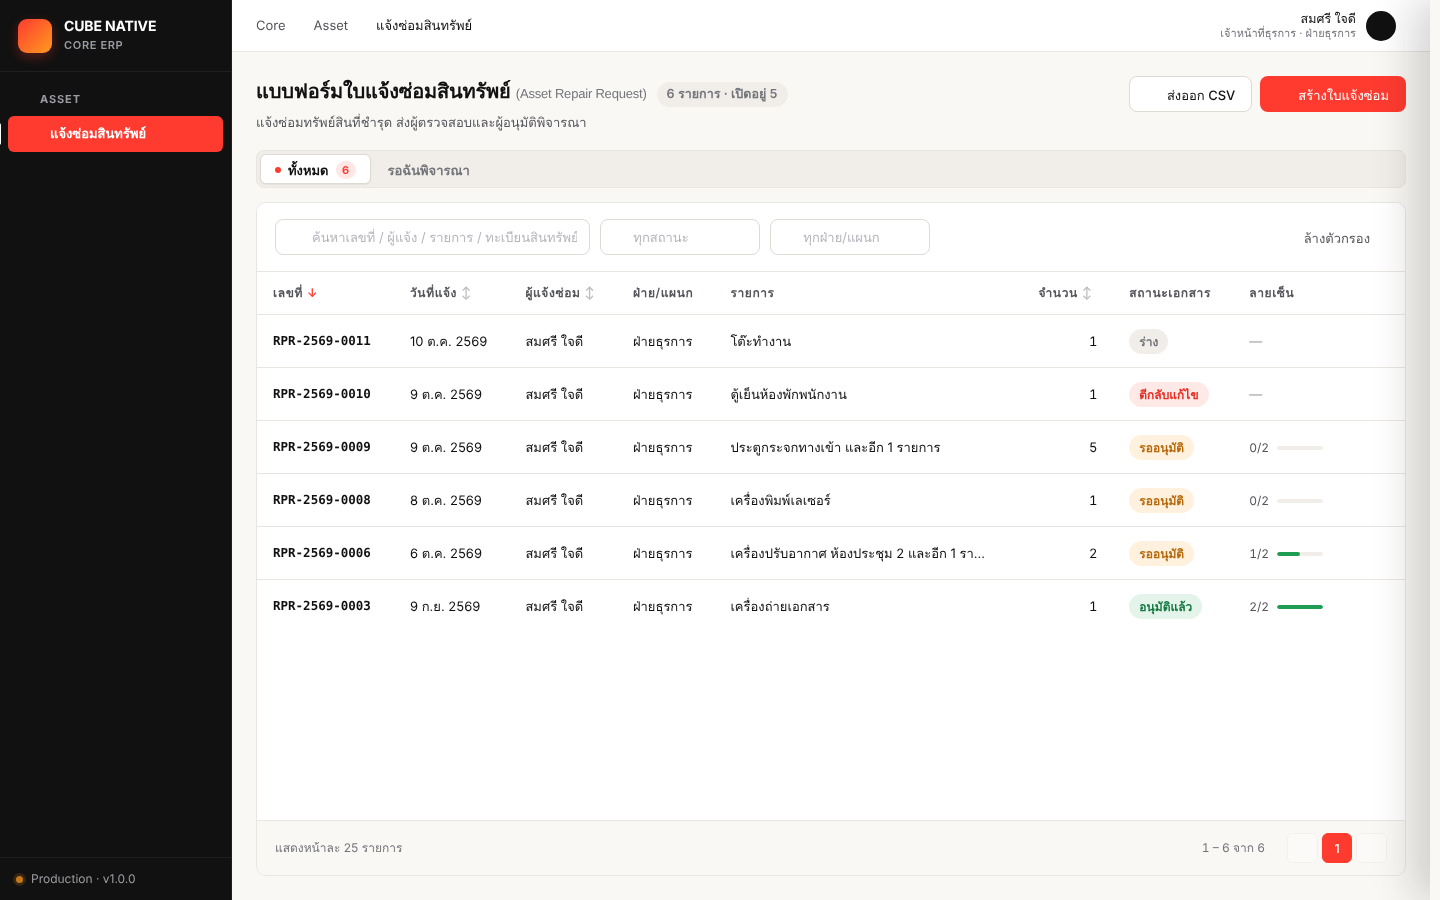 CUBE NATIVE
CORE ERP
ASSET
แจ้งซ่อมสินทรัพย์
Production · v1.0.0
Core Asset แจ้งซ่อมสินทรัพย์
สมศรี ใจดี
เจ้าหน้าที่ธุรการ · ฝ่ายธุรการ
แบบฟอร์มใบแจ้งซ่อมสินทรัพย์ (Asset Repair Request) 6 รายการ · เปิดอยู่ 5
แจ้งซ่อมทรัพย์สินที่ชำรุด ส่งผู้ตรวจสอบและผู้อนุมัติพิจารณา
ส่งออก CSV สร้างใบแจ้งซ่อม
ทั้งหมด 6 รอฉันพิจารณา
ค้นหาเลขที่ / ผู้แจ้ง / รายการ / ทะเบียนสินทรัพย์ ทุกสถานะ ทุกฝ่าย/แผนก ล้างตัวกรอง
เลขที่ ↓ วันที่แจ้ง ↕ ผู้แจ้งซ่อม ↕ ฝ่าย/แผนก รายการ จำนวน ↕ สถานะเอกสาร ลายเซ็น
RPR-2569-0011 10 ต.ค. 2569 สมศรี ใจดี ฝ่ายธุรการ โต๊ะทำงาน 1 ร่าง —
RPR-2569-0010 9 ต.ค. 2569 สมศรี ใจดี ฝ่ายธุรการ ตู้เย็นห้องพักพนักงาน 1 ตีกลับแก้ไข —
RPR-2569-0009 9 ต.ค. 2569 สมศรี ใจดี ฝ่ายธุรการ ประตูกระจกทางเข้า และอีก 1 รายการ 5 รออนุมัติ 0/2
RPR-2569-0008 8 ต.ค. 2569 สมศรี ใจดี ฝ่ายธุรการ เครื่องพิมพ์เลเซอร์ 1 รออนุมัติ 0/2
RPR-2569-0006 6 ต.ค. 2569 สมศรี ใจดี ฝ่ายธุรการ เครื่องปรับอากาศ ห้องประชุม 2 และอีก 1 รา... 2 รออนุมัติ 1/2
RPR-2569-0003 9 ก.ย. 2569 สมศรี ใจดี ฝ่ายธุรการ เครื่องถ่ายเอกสาร 1 อนุมัติแล้ว 2/2
แสดงหน้าละ 25 รายการ 1 – 6 จาก 6 1